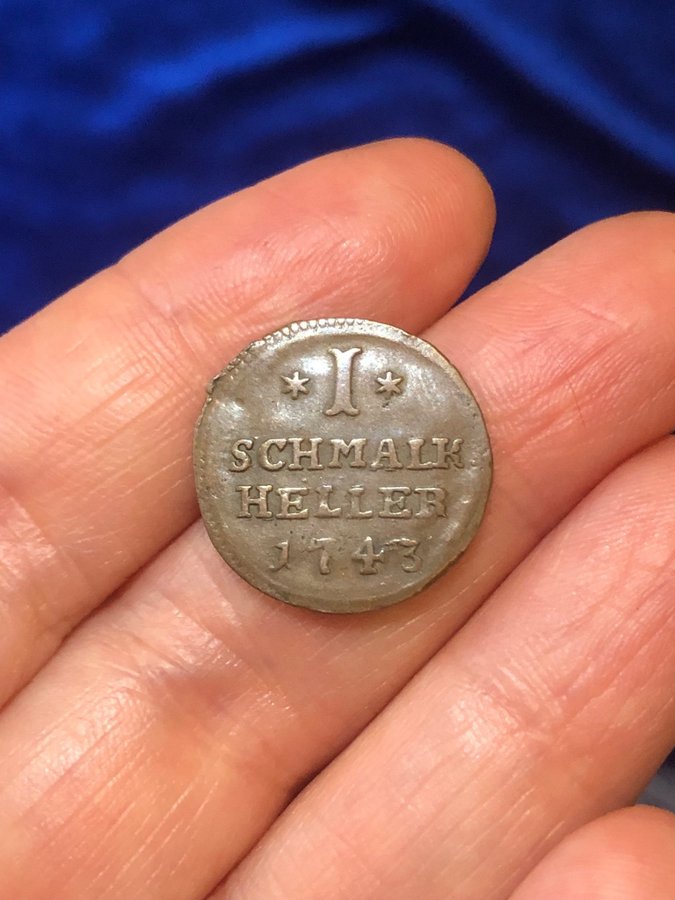 * I *
SCHMALK
HELLER
1743